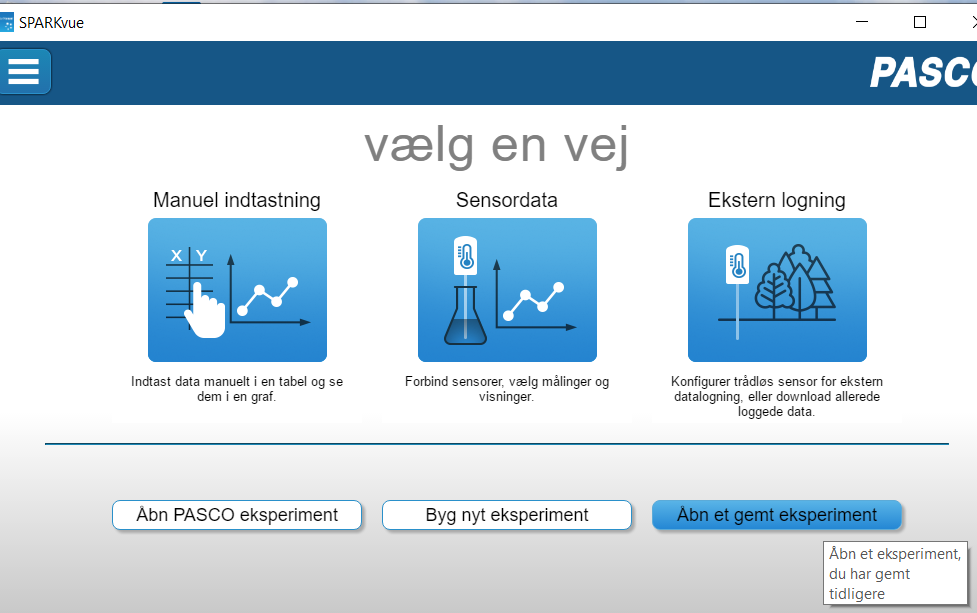 SPARKvue
PASCO
vælg en vej
Manuel indtastning
Sensordata
Ekstern logning
X Y
Indtast data manuelt i en tabel og se
dem i en graf.
Forbind sensorer, vælg målinger og
visninger.
Konfigurer trådløs sensor for ekstern
datalogning, eller download allerede
loggede data.
Åbn PASCO eksperiment
Byg nyt eksperiment
Åbn et gemt eksperiment
Åbn et eksperiment,
du har gemt
tidligere